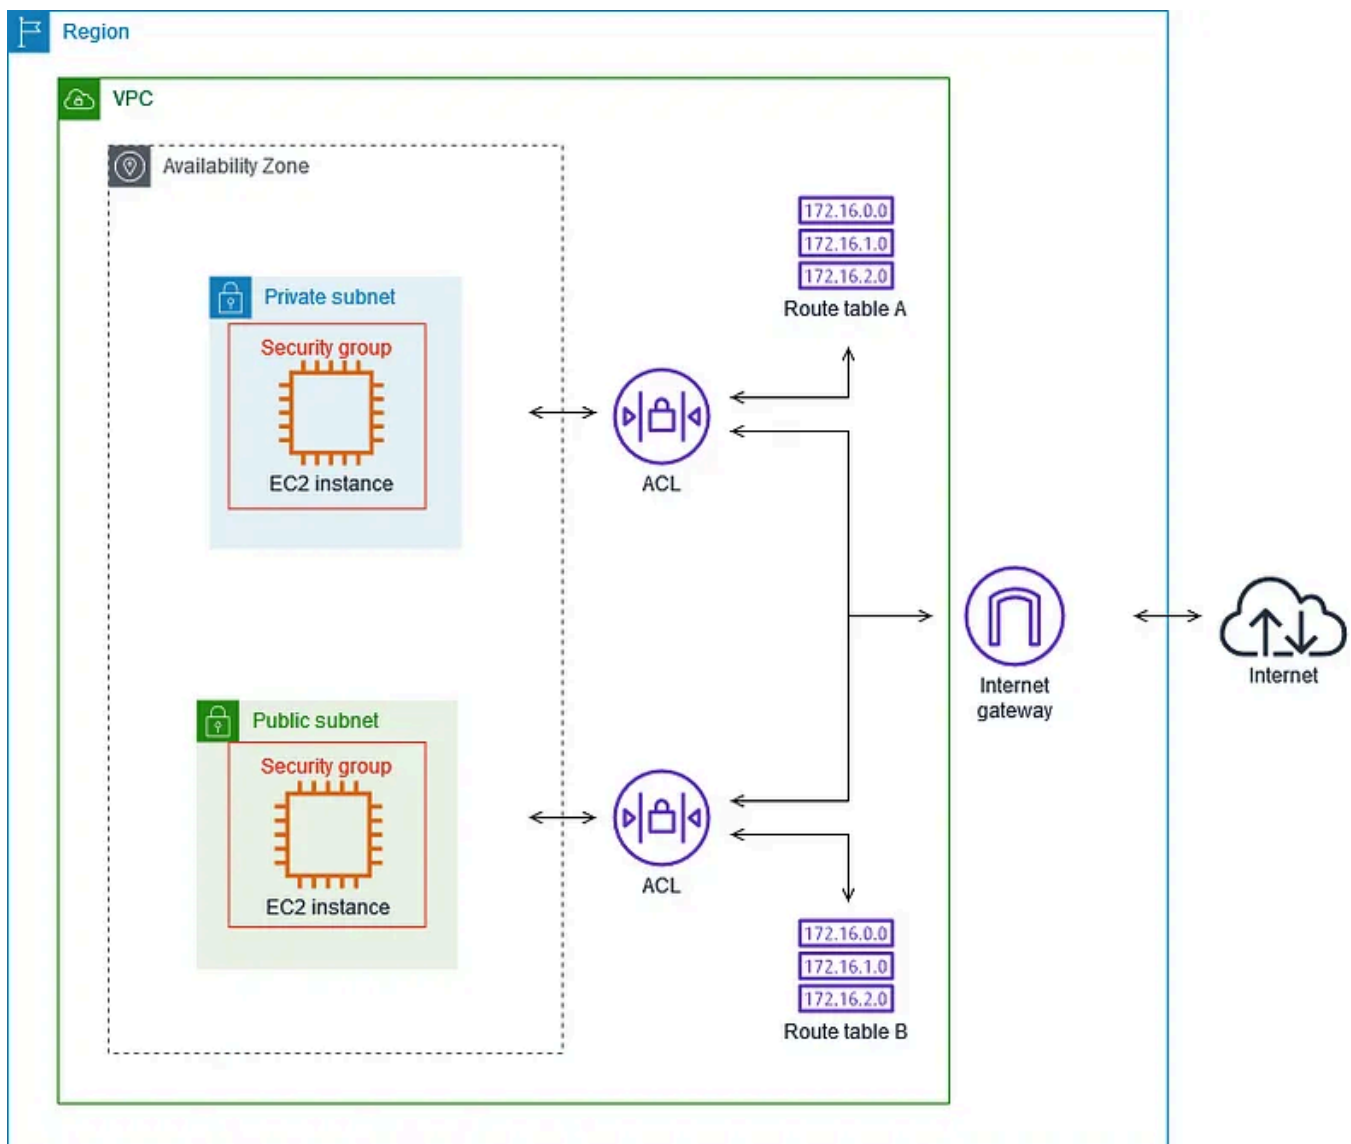 Region
VPC
Availability Zone
172.16.0.0
172.16.1.0
172.16.2.0
Route table A
Private subnet
Security group
EC2 instance
ACL
Internet
gateway
Internet
Public subnet
Security group
EC2 instance
ACL
172.16.0.0
172.16.1.0
172.16.2.0
Route table B